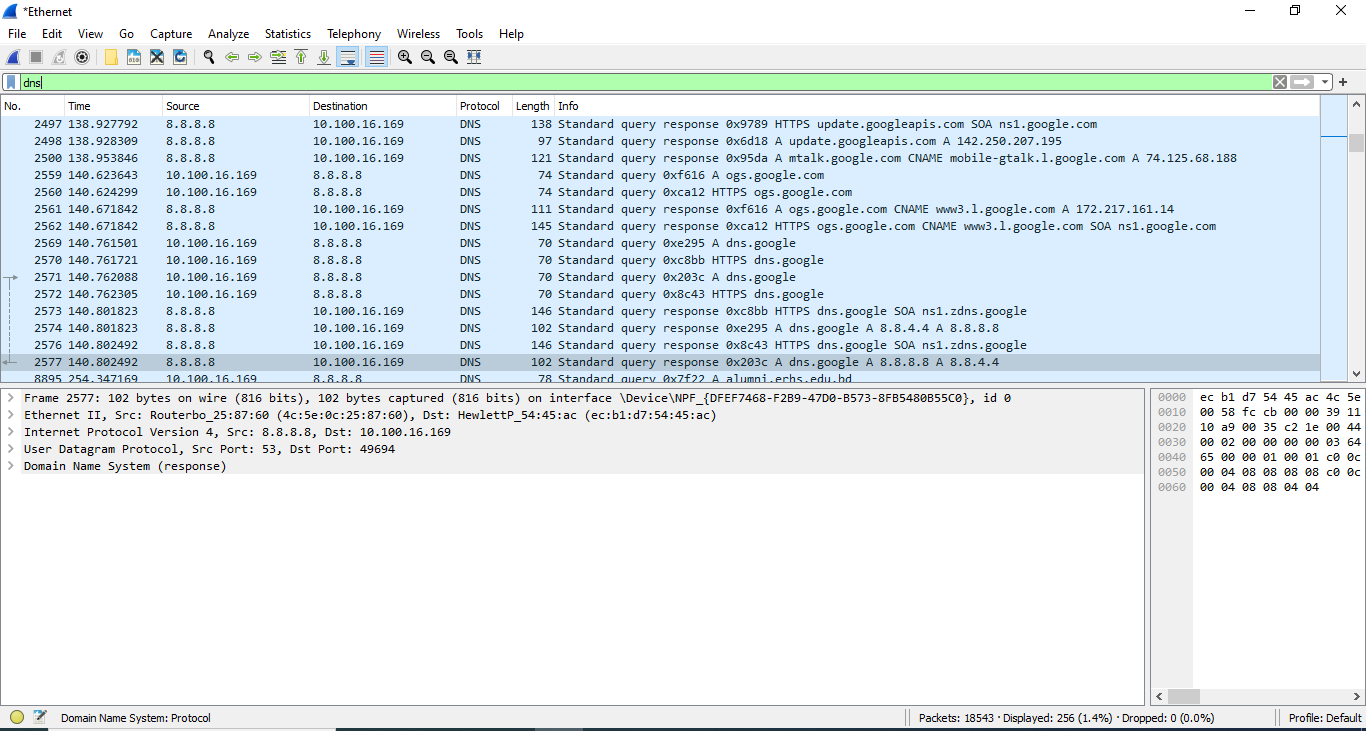 *Ethernet
File Edit View Go Capture Analyze Statistics Telephony Wireless Tools Help
dns
No. Time Source Destination Protocol Length Info
2497 138.927792 8.8.8.8 10.100.16.169 DNS 138 Standard query response 0x9789 HTTPS update.googleapis.com SOA ns1.google.com
2498 138.928309 8.8.8.8 10.100.16.169 DNS 97 Standard query response 0x6d18 A update.googleapis.com A 142.250.207.195
2500 138.953846 8.8.8.8 10.100.16.169 DNS 121 Standard query response 0x95da A mtalk.google.com CNAME mobile-gtalk.l.google.com A 74.125.68.188
2559 140.623643 10.100.16.169 8.8.8.8 DNS 74 Standard query 0xf616 A ogs.google.com
2560 140.624299 10.100.16.169 8.8.8.8 DNS 74 Standard query 0xca12 HTTPS ogs.google.com
2561 140.671842 8.8.8.8 10.100.16.169 DNS 111 Standard query response 0xf616 A ogs.google.com CNAME www3.l.google.com A 172.217.161.14
2562 140.671842 8.8.8.8 10.100.16.169 DNS 145 Standard query response 0xca12 HTTPS ogs.google.com CNAME www3.l.google.com SOA ns1.google.com
2569 140.761501 10.100.16.169 8.8.8.8 DNS 70 Standard query 0xe295 A dns.google
2570 140.761721 10.100.16.169 8.8.8.8 DNS 70 Standard query 0xc8bb HTTPS dns.google
2571 140.762088 10.100.16.169 8.8.8.8 DNS 70 Standard query 0x203c A dns.google
2572 140.762305 10.100.16.169 8.8.8.8 DNS 70 Standard query 0x8c43 HTTPS dns.google
2573 140.801823 8.8.8.8 10.100.16.169 DNS 146 Standard query response 0xc8bb HTTPS dns.google SOA ns1.zdns.google
2574 140.801823 8.8.8.8 10.100.16.169 DNS 102 Standard query response 0xe295 A dns.google A 8.8.4.4 A 8.8.8.8
2576 140.802492 8.8.8.8 10.100.16.169 DNS 146 Standard query response 0x8c43 HTTPS dns.google SOA ns1.zdns.google
2577 140.802492 8.8.8.8 10.100.16.169 DNS 102 Standard query response 0x203c A dns.google A 8.8.8.8 A 8.8.4.4
8895 254.347169 10.100.16.169 8.8.8.8 DNS 78 Standard query 0x7f22 A alumni.erhs.edu.bd
Frame 2577: 102 bytes on wire (816 bits), 102 bytes captured (816 bits) on interface \Device\NPF_{DFEF7468-F2B9-47D0-B573-8FB5480B55C0}, id 0
Ethernet II, Src: Routerbo_25:87:60 (4c:5e:0c:25:87:60), Dst: HewlettP_54:45:ac (ec:b1:d7:54:45:ac)
Internet Protocol Version 4, Src: 8.8.8.8, Dst: 10.100.16.169
User Datagram Protocol, Src Port: 53, Dst Port: 49694
Domain Name System (response)
0000 ec b1 d7 54 45 ac 4c 5e
0010 00 58 fc cb 00 00 39 11
0020 10 a9 00 35 c2 1e 00 44
0030 00 02 00 00 00 00 03 64
0040 65 00 00 01 00 01 c0 0c
0050 00 04 08 08 08 08 c0 0c
0060 00 04 08 08 04 04
Domain Name System: Protocol
Packets: 18543 · Displayed: 256 (1.4%) · Dropped: 0 (0.0%)
Profile: Default